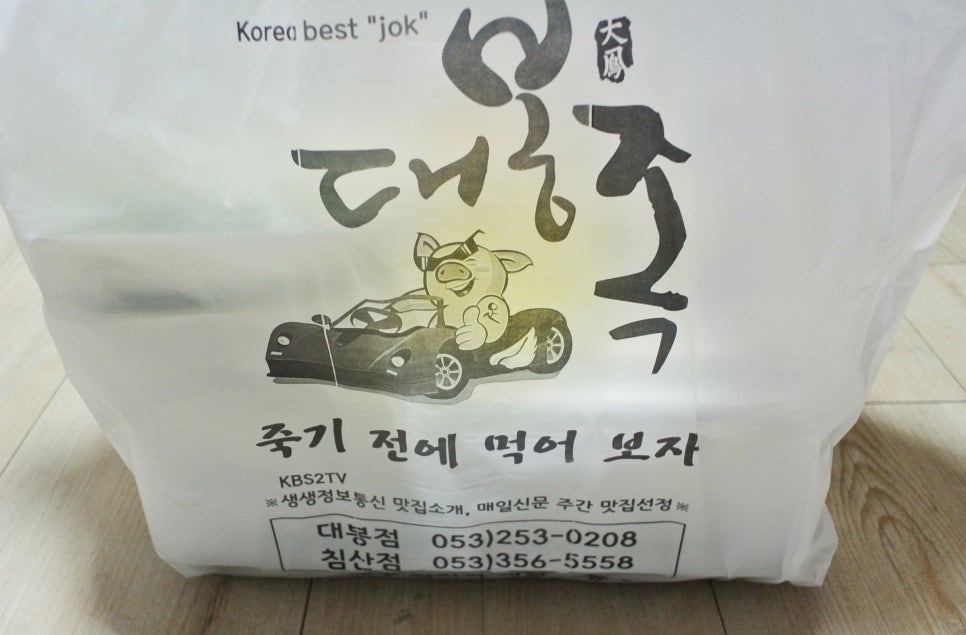 Korea best "jok"
大鳳
대봉족
죽기 전에 먹어 보자
KBS2TV
※생생정보통신 맛집소개, 매일신문 주간 맛집선정※
대봉점 053)253-0208
침산점 053)356-5558